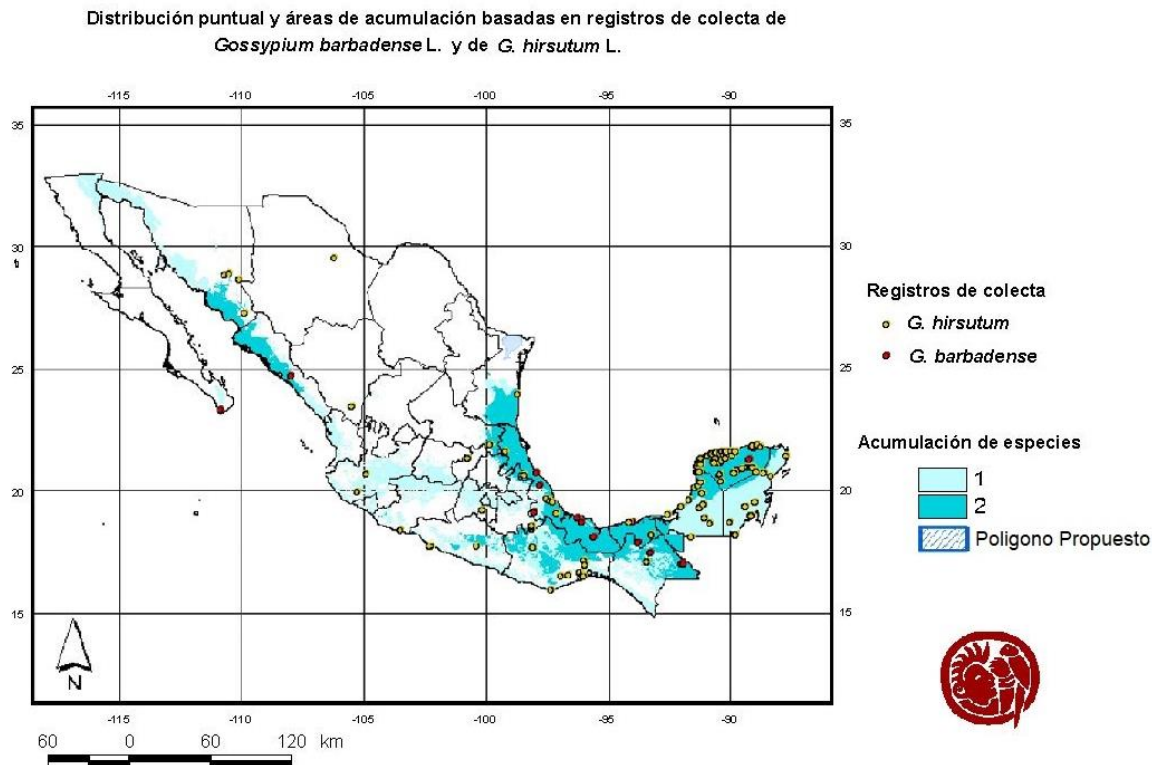 Distribución puntual y áreas de acumulación basadas en registros de colecta de
Gossypium barbadense L. y de G. hirsutum L.
-115 -110 -105 -100 -95 -90
35 35
30 30
25 25
20 20
15 15
-115 -110 -105 -100 -95 -90
N
60 0 60 120 km
Registros de colecta
G. hirsutum
G. barbadense
Acumulación de especies
1
2
Poligono Propuesto